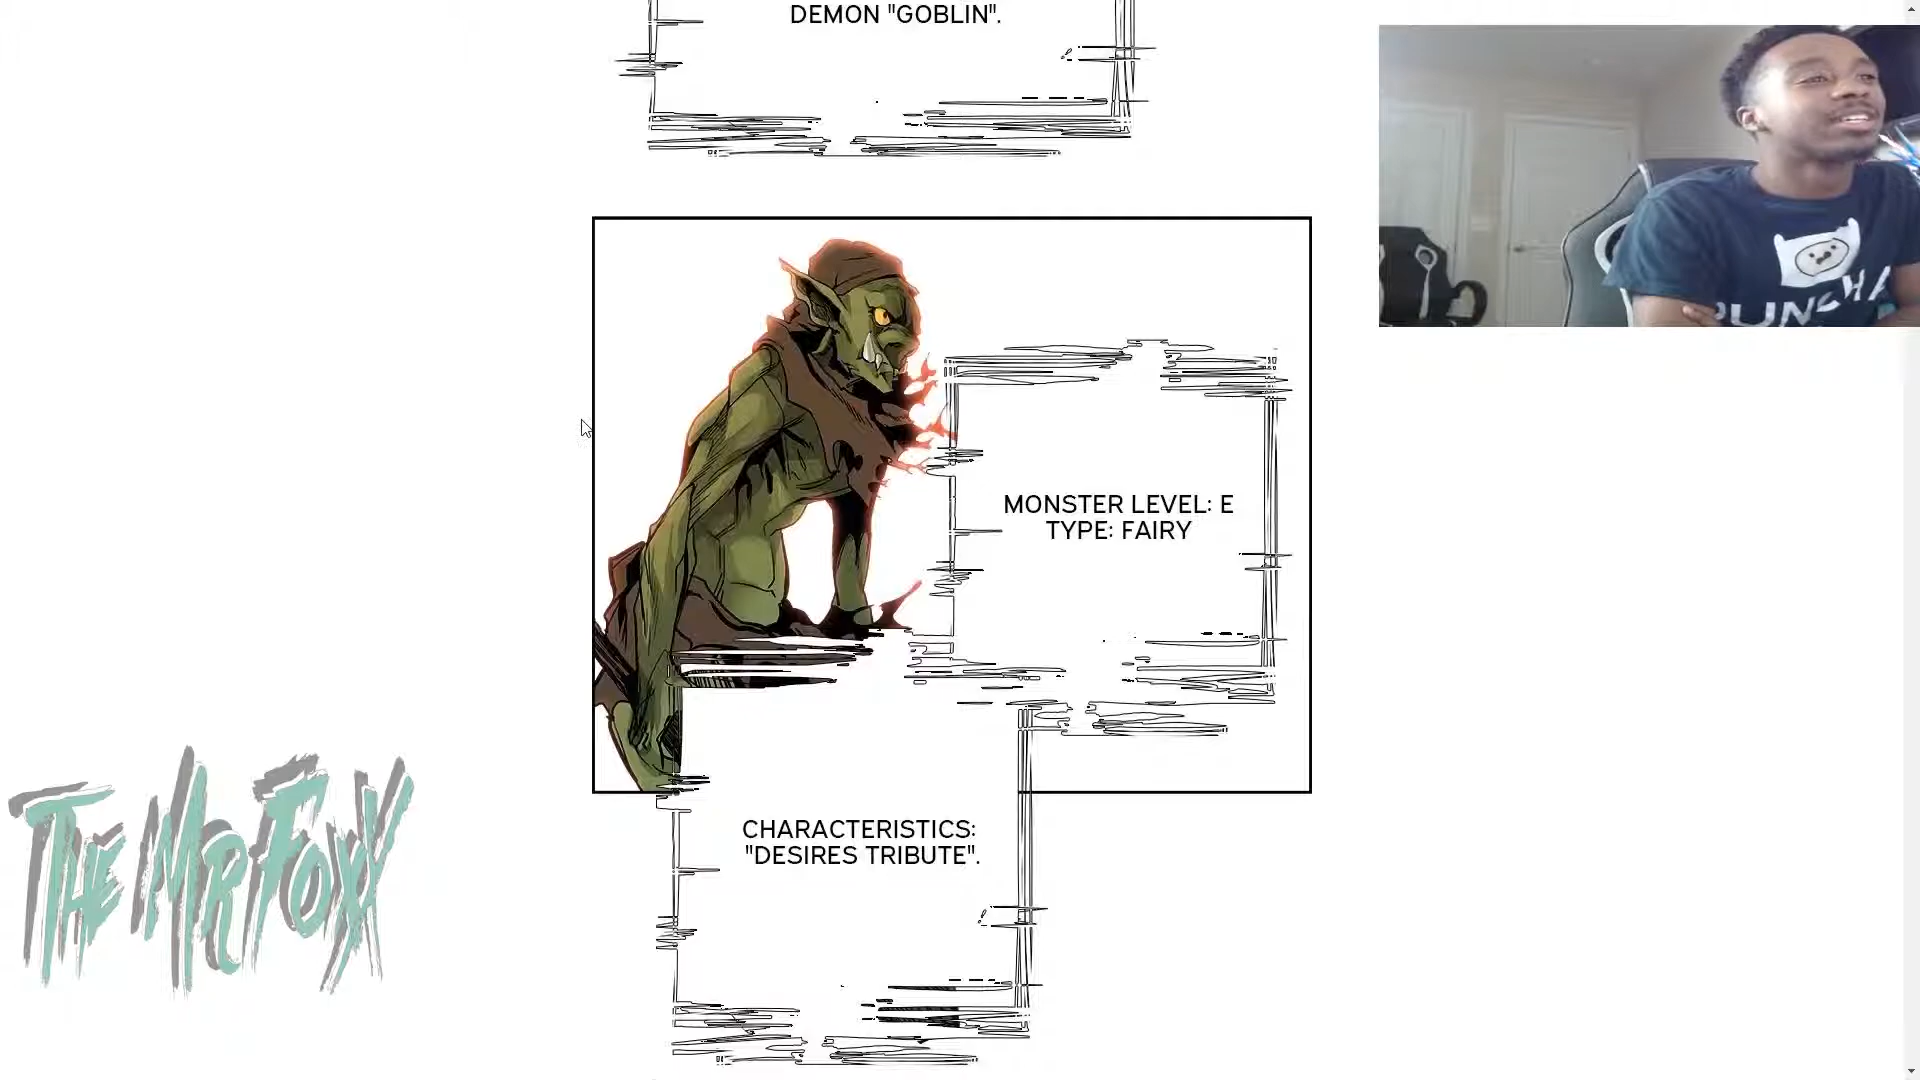 DEMON "GOBLIN".
MONSTER LEVEL: E
TYPE: FAIRY
CHARACTERISTICS:
"DESIRES TRIBUTE".
THE MR FOXX